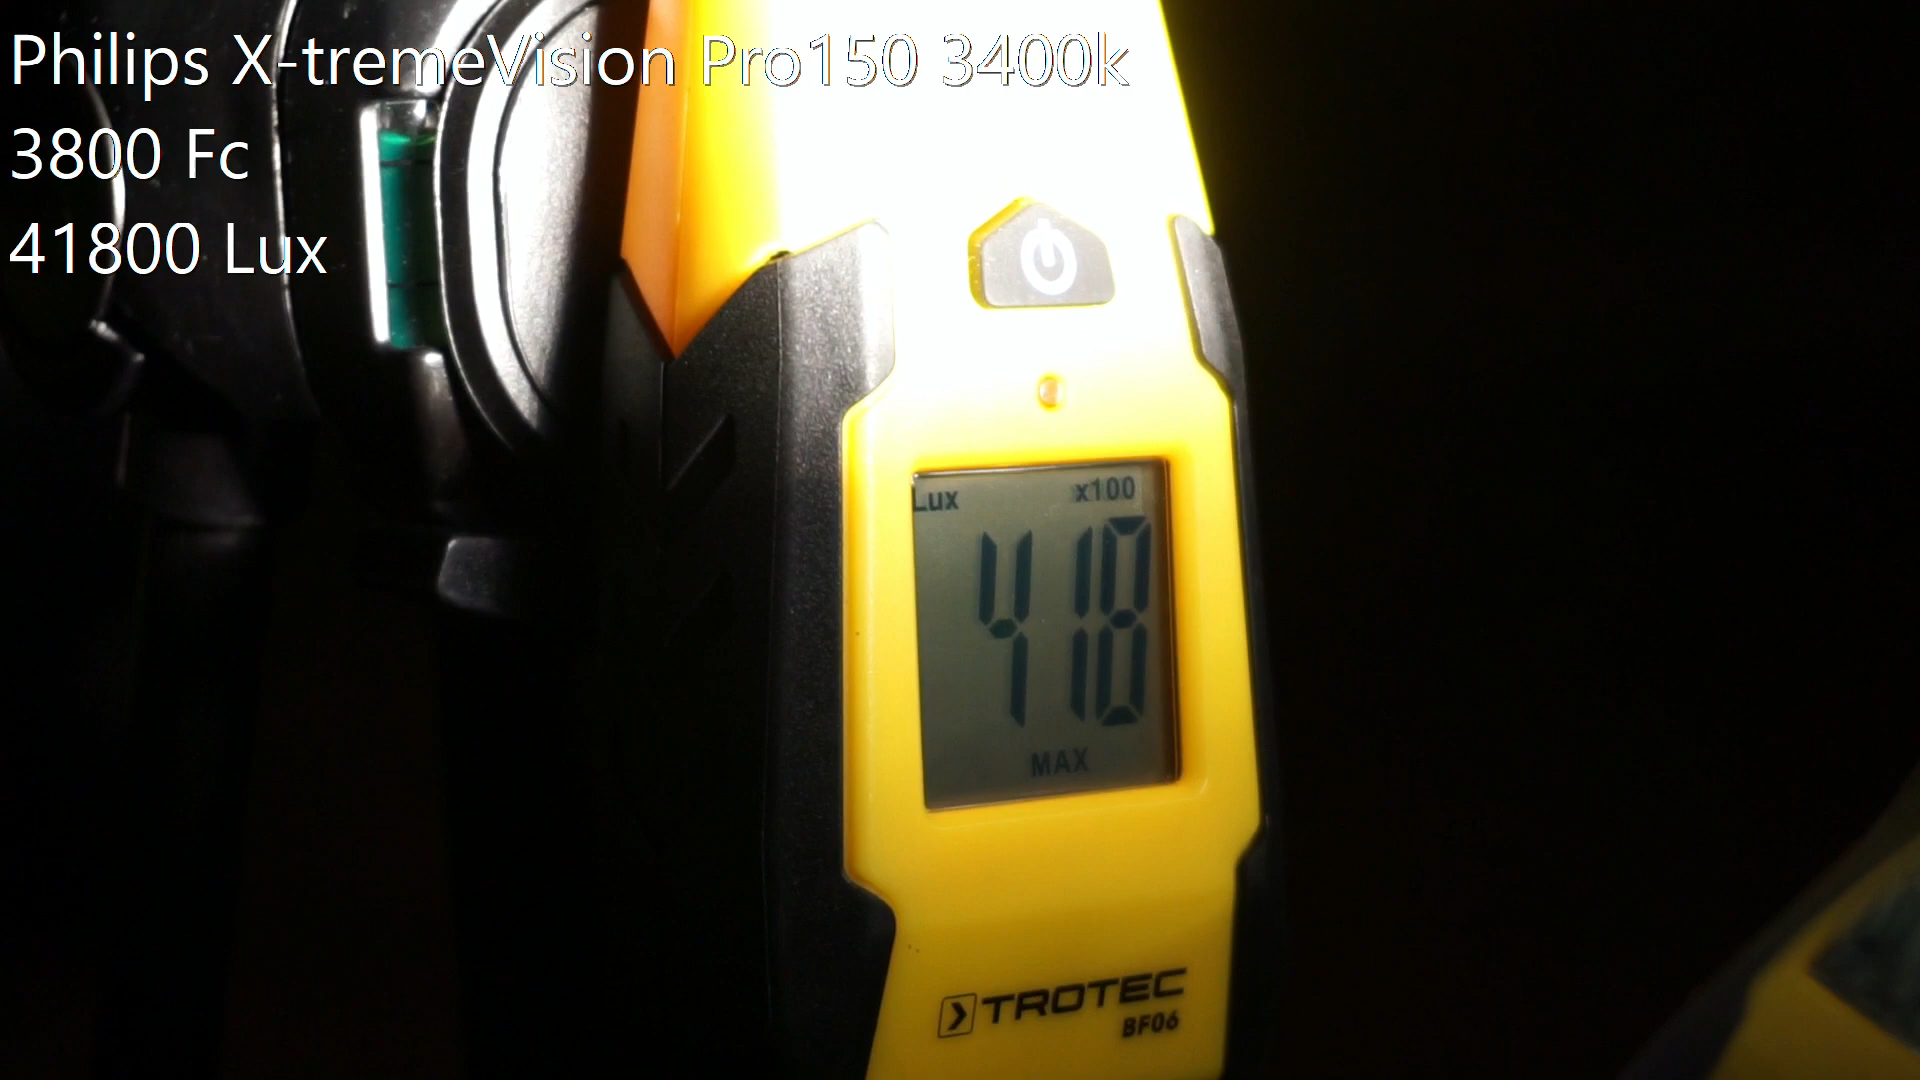 Philips X-tremeVision Pro150 3400k
3800 Fc
41800 Lux
Lux x100
418
MAX
TROTEC
BF06